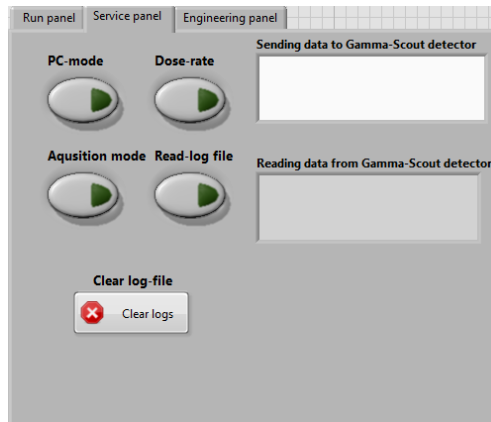 Run panel Service panel Engineering panel
Sending data to Gamma-Scout detector
PC-mode Dose-rate
Aqusition mode Read-log file
Reading data from Gamma-Scout detector
Clear log-file
Clear logs